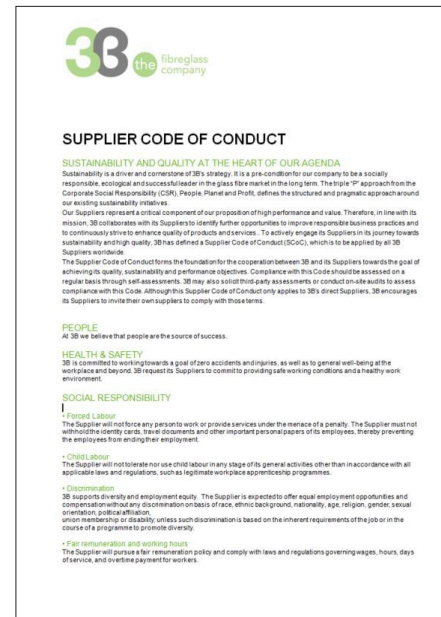 3B the fibreglass company
SUPPLIER CODE OF CONDUCT
SUSTAINABILITY AND QUALITY AT THE HEART OF OUR AGENDA
Sustainability is a driver and cornerstone of 3B's strategy. It is a pre-condition for our company to be a socially
responsible, ecological and successful leader in the glass fibre market in the long term. The triple "P" approach from the
Corporate Social Responsibility (CSR), People, Planet and Profit, defines the structured and pragmatic approach around
our existing sustainability initiatives.
Our Suppliers represent a critical component of our proposition of high performance and value. Therefore, in line with its
mission, 3B collaborates with its Suppliers to identify further opportunities to improve responsible business practices and
to continuously strive to enhance quality of products and services.. To actively engage its Suppliers in its journey towards
sustainability and high quality, 3B has defined a Supplier Code of Conduct (SCoC), which is to be applied by all 3B
Suppliers worldwide.
The Supplier Code of Conduct forms the foundation for the cooperation between 3B and its Suppliers towards the goal of
achieving its quality, sustainability and performance objectives. Compliance with this Code should be assessed on a
regular basis through self-assessments. 3B may also solicit third-party assessments or conduct on-site audits to assess
compliance with this Code. Although this Supplier Code of Conduct only applies to 3B's direct Suppliers, 3B encourages
its Suppliers to invite their own suppliers to comply with those terms.
PEOPLE
At 3B we believe that people are the source of success.
HEALTH & SAFETY
3B is committed to working towards a goal of zero accidents and injuries, as well as to general well-being at the
workplace and beyond. 3B request its Suppliers to commit to providing safe working conditions and a healthy work
environment.
SOCIAL RESPONSIBILITY
• Forced Labour
The Supplier will not force any person to work or provide services under the menace of a penalty. The Supplier must not
withhold the identity cards, travel documents and other important personal papers of its employees, thereby preventing
the employees from ending their employment.
• Child Labour
The Supplier will not tolerate nor use child labour in any stage of its general activities other than in accordance with all
applicable laws and regulations, such as legitimate workplace apprenticeship programmes.
• Discrimination
3B supports diversity and employment equity. The Supplier is expected to offer equal employment opportunities and
compensation without any discrimination on basis of race, ethnic background, nationality, age, religion, gender, sexual
orientation, political affiliation,
union membership or disability; unless such discrimination is based on the inherent requirements of the job or in the
course of a programme to promote diversity.
• Fair remuneration and working hours
The Supplier will pursue a fair remuneration policy and comply with laws and regulations governing wages, hours, days
of service, and overtime payment for workers.